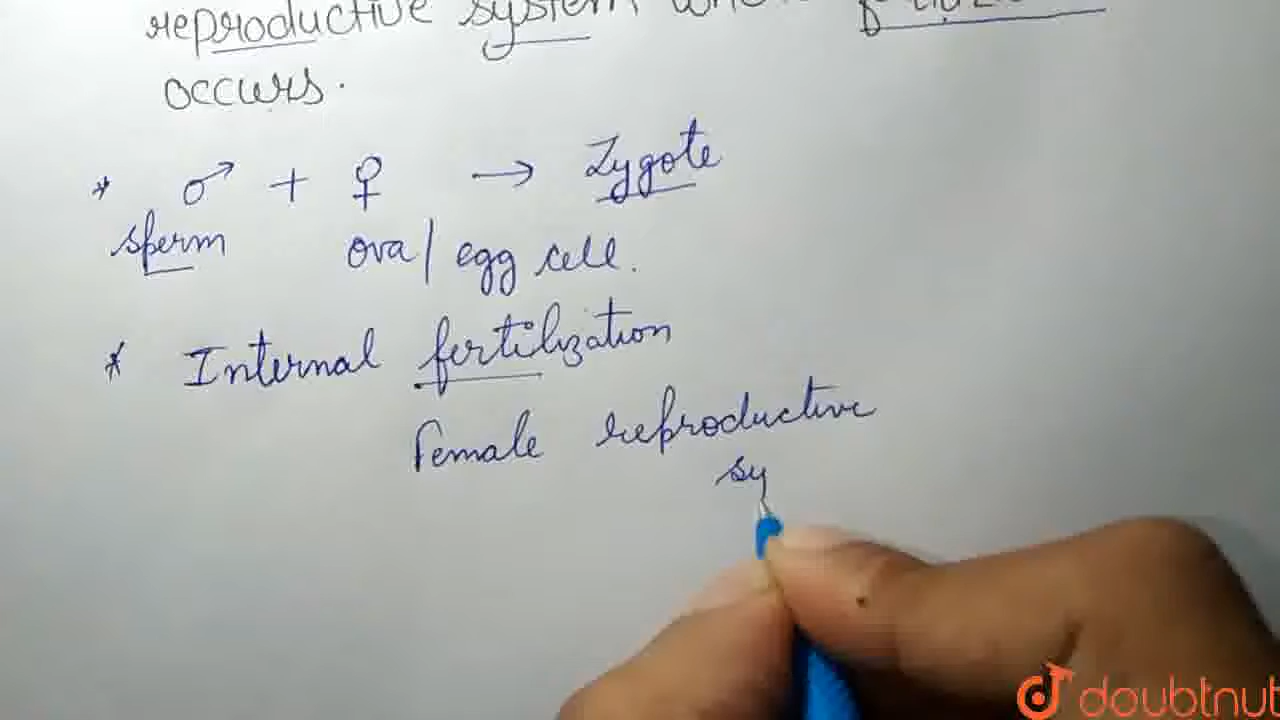 reproductive system
occurs.
* ♂ + ♀ → Zygote
sperm ova / egg cell.
* Internal fertilization
Female reproductive
sy
doubtnut